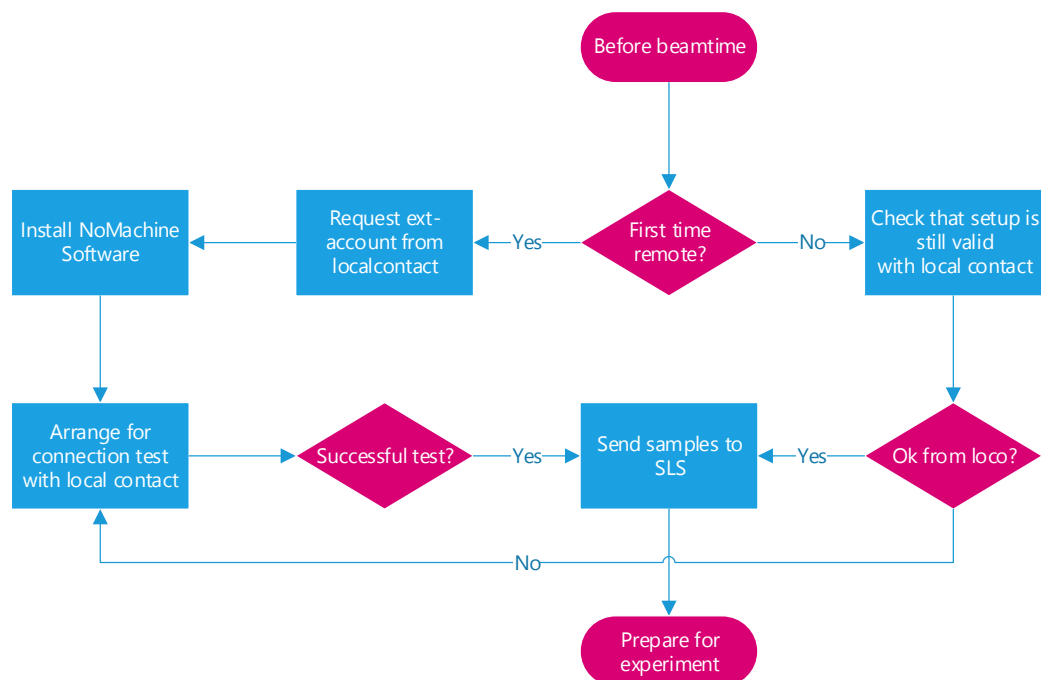 Before beamtime
Install NoMachine
Software
Request ext-
account from
localcontact
Yes
First time
remote?
No
Check that setup is
still valid
with local contact
Arrange for
connection test
with local contact
Successful test?
Yes
Send samples to
SLS
Yes
Ok from loco?
No
Prepare for
experiment